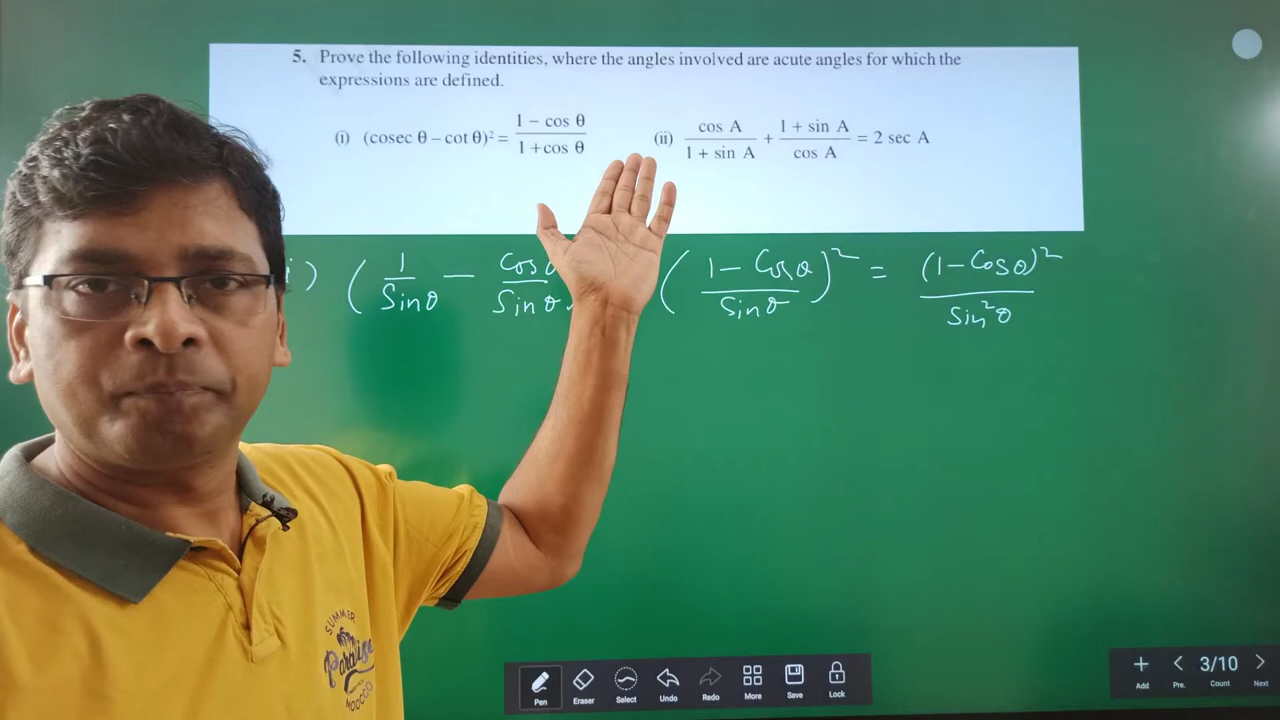 5. Prove the following identities, where the angles involved are acute angles for which the
expressions are defined.
(i) (cosec θ – cot θ)² = (1 – cos θ)/(1 + cos θ) (ii) cos A/(1 + sin A) + (1 + sin A)/cos A = 2 sec A
i) (1/Sinθ – Cosθ/Sinθ ((1 – Cosθ)/Sinθ)² = (1–Cosθ)²/Sin²θ
SUMMER
Paradise
MOROCCO
Pen Eraser Select Undo Redo More Save Lock
+ < 3/10 >
Add Pre. Count Next